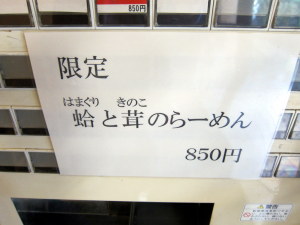 850円
限定
はまぐり きのこ
蛤と茸のらーめん
850円